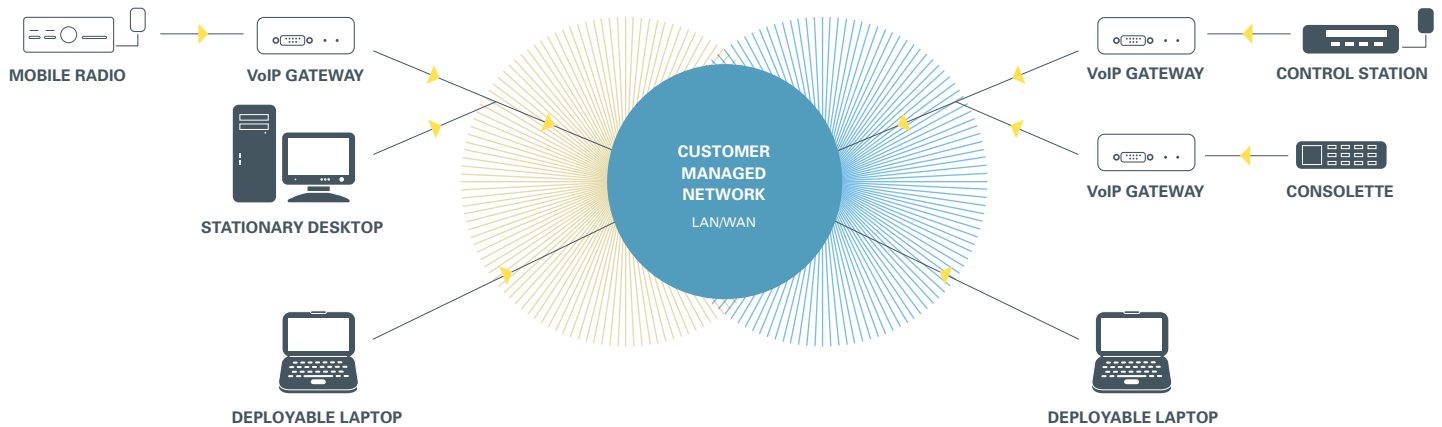 MOBILE RADIO
VoIP GATEWAY
VoIP GATEWAY
CONTROL STATION
CUSTOMER
MANAGED
NETWORK
LAN/WAN
VoIP GATEWAY
CONSOLETTE
STATIONARY DESKTOP
DEPLOYABLE LAPTOP
DEPLOYABLE LAPTOP